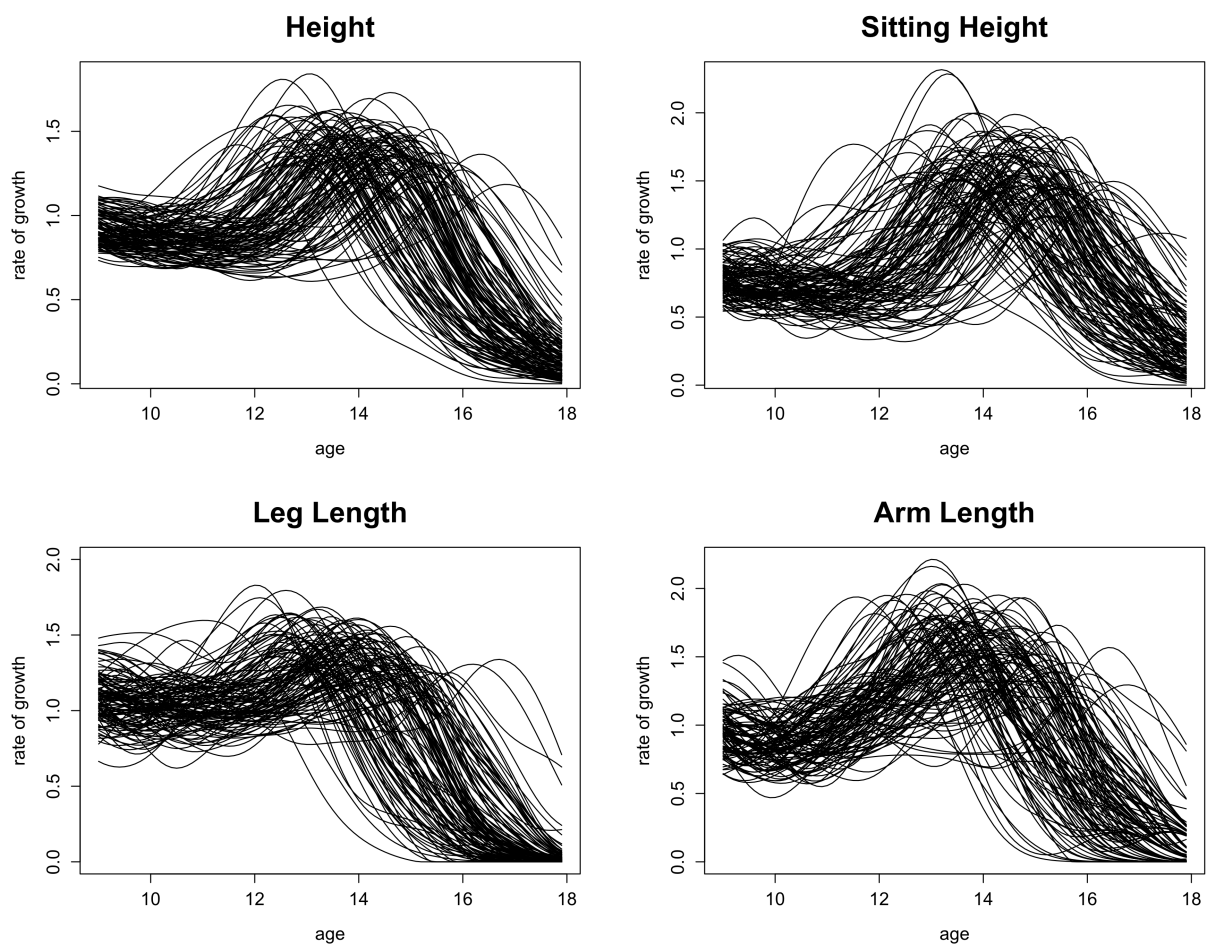 Height
rate of growth
0.0 0.5 1.0 1.5
10 12 14 16 18
age
Sitting Height
rate of growth
0.0 0.5 1.0 1.5 2.0
10 12 14 16 18
age
Leg Length
rate of growth
0.0 0.5 1.0 1.5 2.0
10 12 14 16 18
age
Arm Length
rate of growth
0.0 0.5 1.0 1.5 2.0
10 12 14 16 18
age